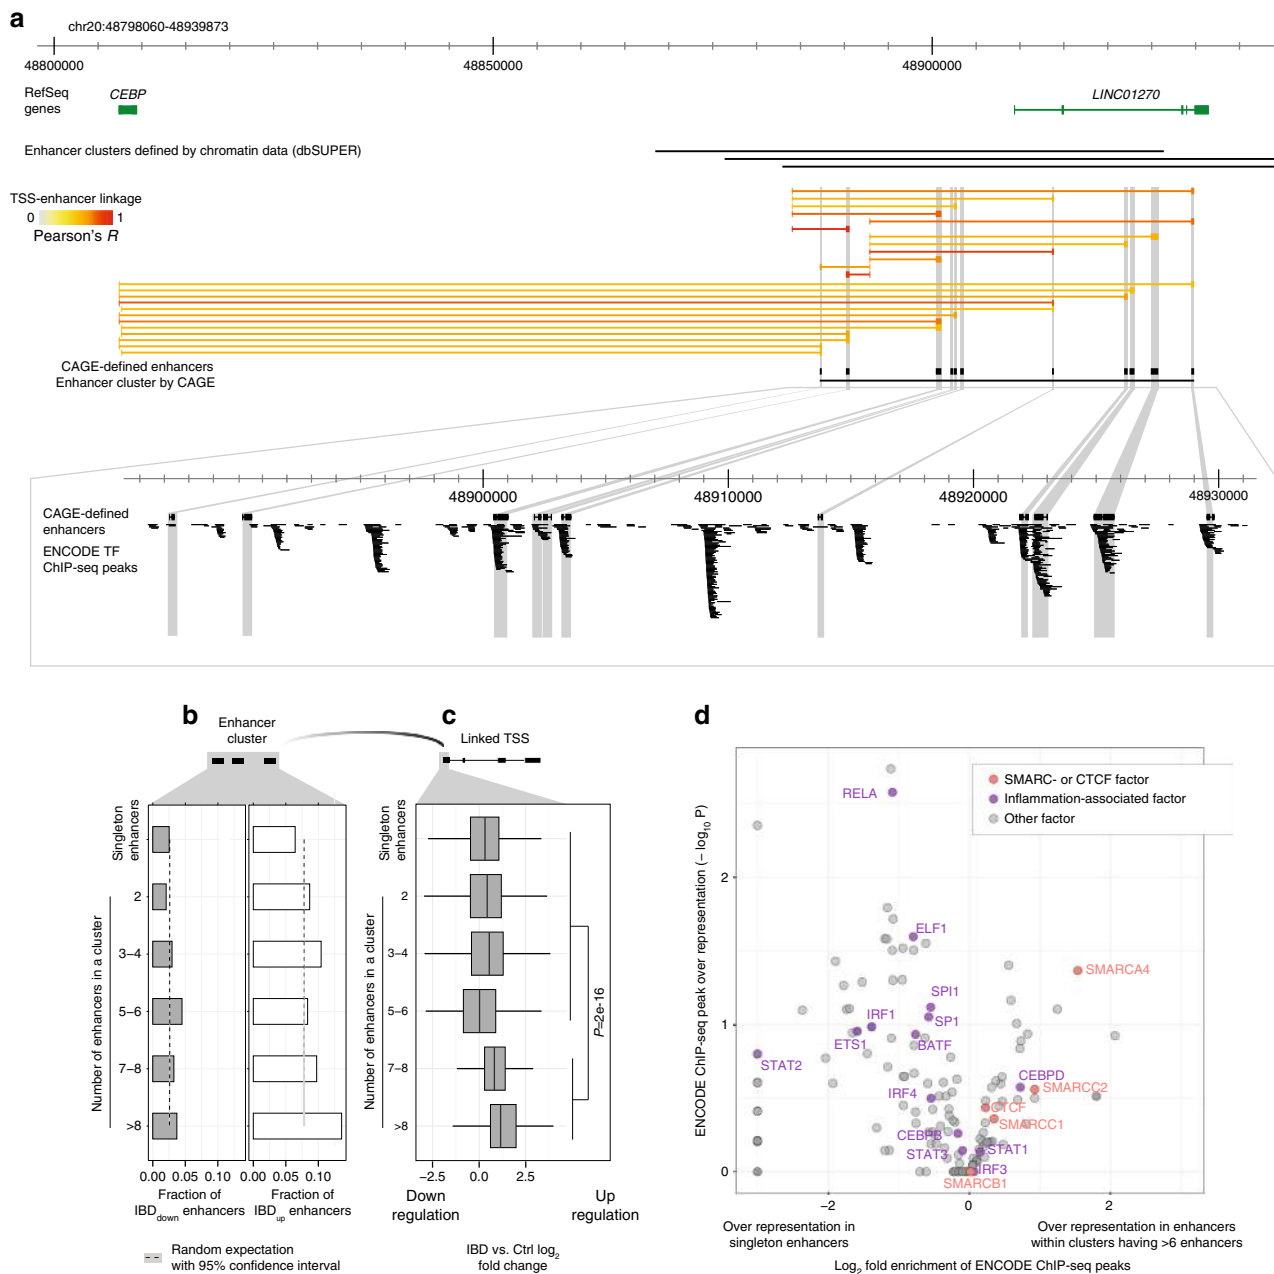 a
chr20:48798060-48939873
48800000
48850000
48900000
RefSeq
genes
CEBP
LINC01270
Enhancer clusters defined by chromatin data (dbSUPER)
TSS-enhancer linkage
0
1
Pearson's R
CAGE-defined enhancers
Enhancer cluster by CAGE
48900000
48910000
48920000
48930000
CAGE-defined
enhancers
ENCODE TF
ChIP-seq peaks
b
Enhancer
cluster
Singleton
enhancers
2
3–4
5–6
7–8
>8
Number of enhancers in a cluster
0.00 0.05 0.10
0.00 0.05 0.10
Fraction of
IBDdown enhancers
Fraction of
IBDup enhancers
Random expectation
with 95% confidence interval
c
Linked TSS
Singleton
enhancers
2
3–4
5–6
7–8
>8
Number of enhancers in a cluster
P=2e-16
−2.5
0.0
2.5
Down
regulation
Up
regulation
IBD vs. Ctrl log2
fold change
d
SMARC- or CTCF factor
Inflammation-associated factor
Other factor
ENCODE ChIP-seq peak over representation (− log10 P)
2
1
0
RELA
ELF1
SMARCA4
SPI1
IRF1
SP1
ETS1
BATF
STAT2
CEBPD
SMARCC2
IRF4
CTCF
SMARCC1
CEBPB
STAT3
STAT1
IRF3
SMARCB1
−2
0
2
Over representation in
singleton enhancers
Over representation in enhancers
within clusters having >6 enhancers
Log2 fold enrichment of ENCODE ChIP-seq peaks